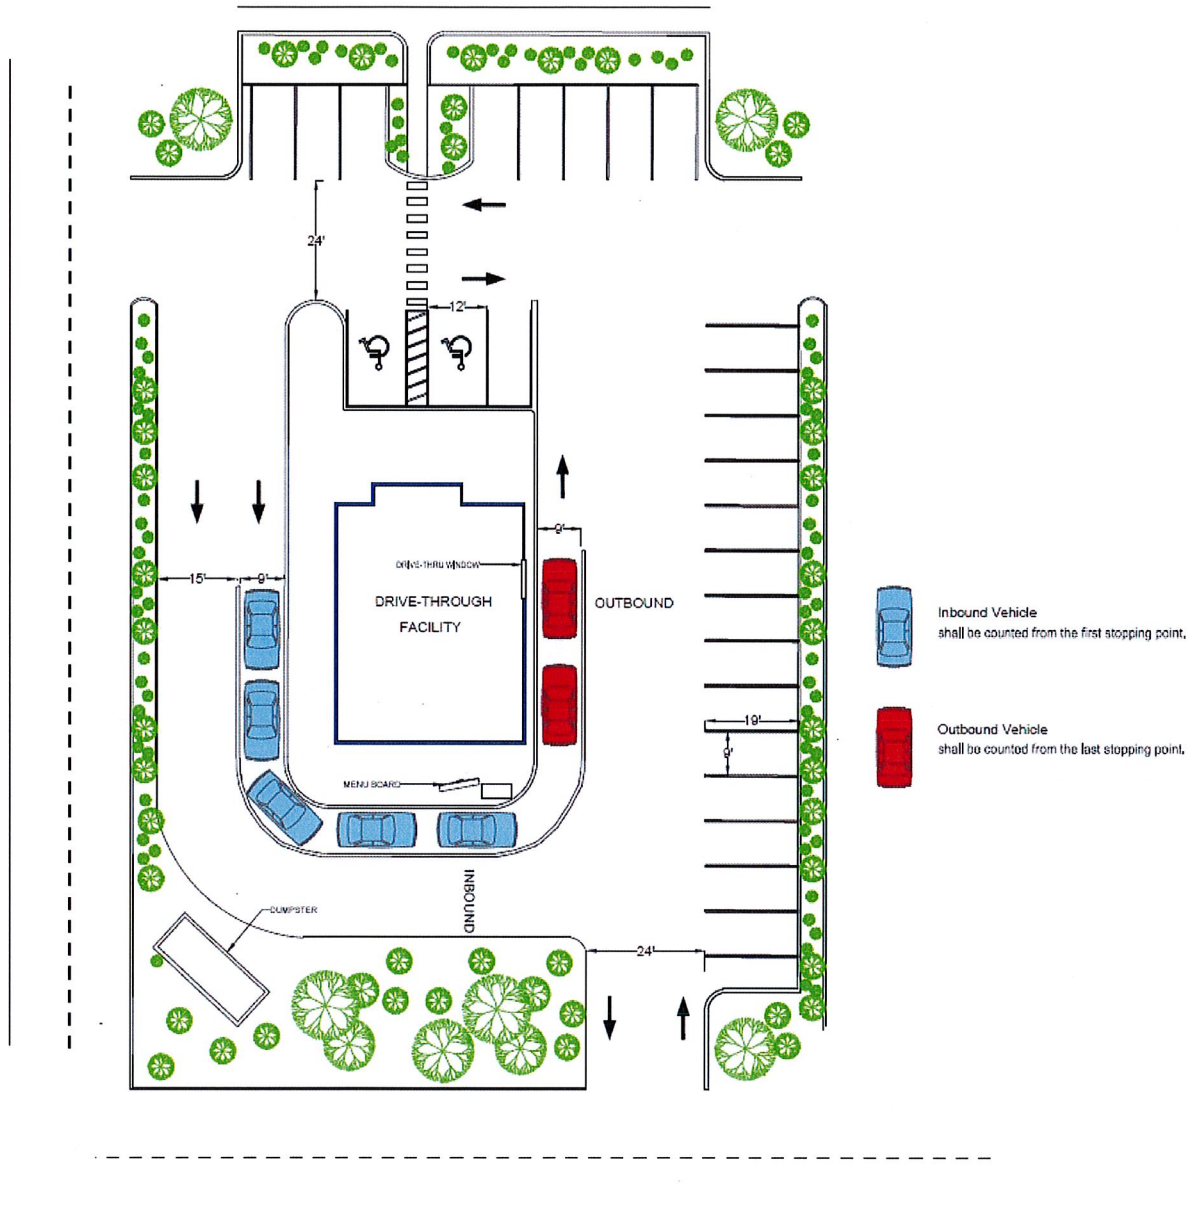 24'
12'
15'
9'
9'
DRIVE-THRU WINDOW
DRIVE-THROUGH
FACILITY
OUTBOUND
Inbound Vehicle
shall be counted from the first stopping point.
Outbound Vehicle
shall be counted from the last stopping point.
19'
9'
MENU BOARD
INBOUND
DUMPSTER
24'